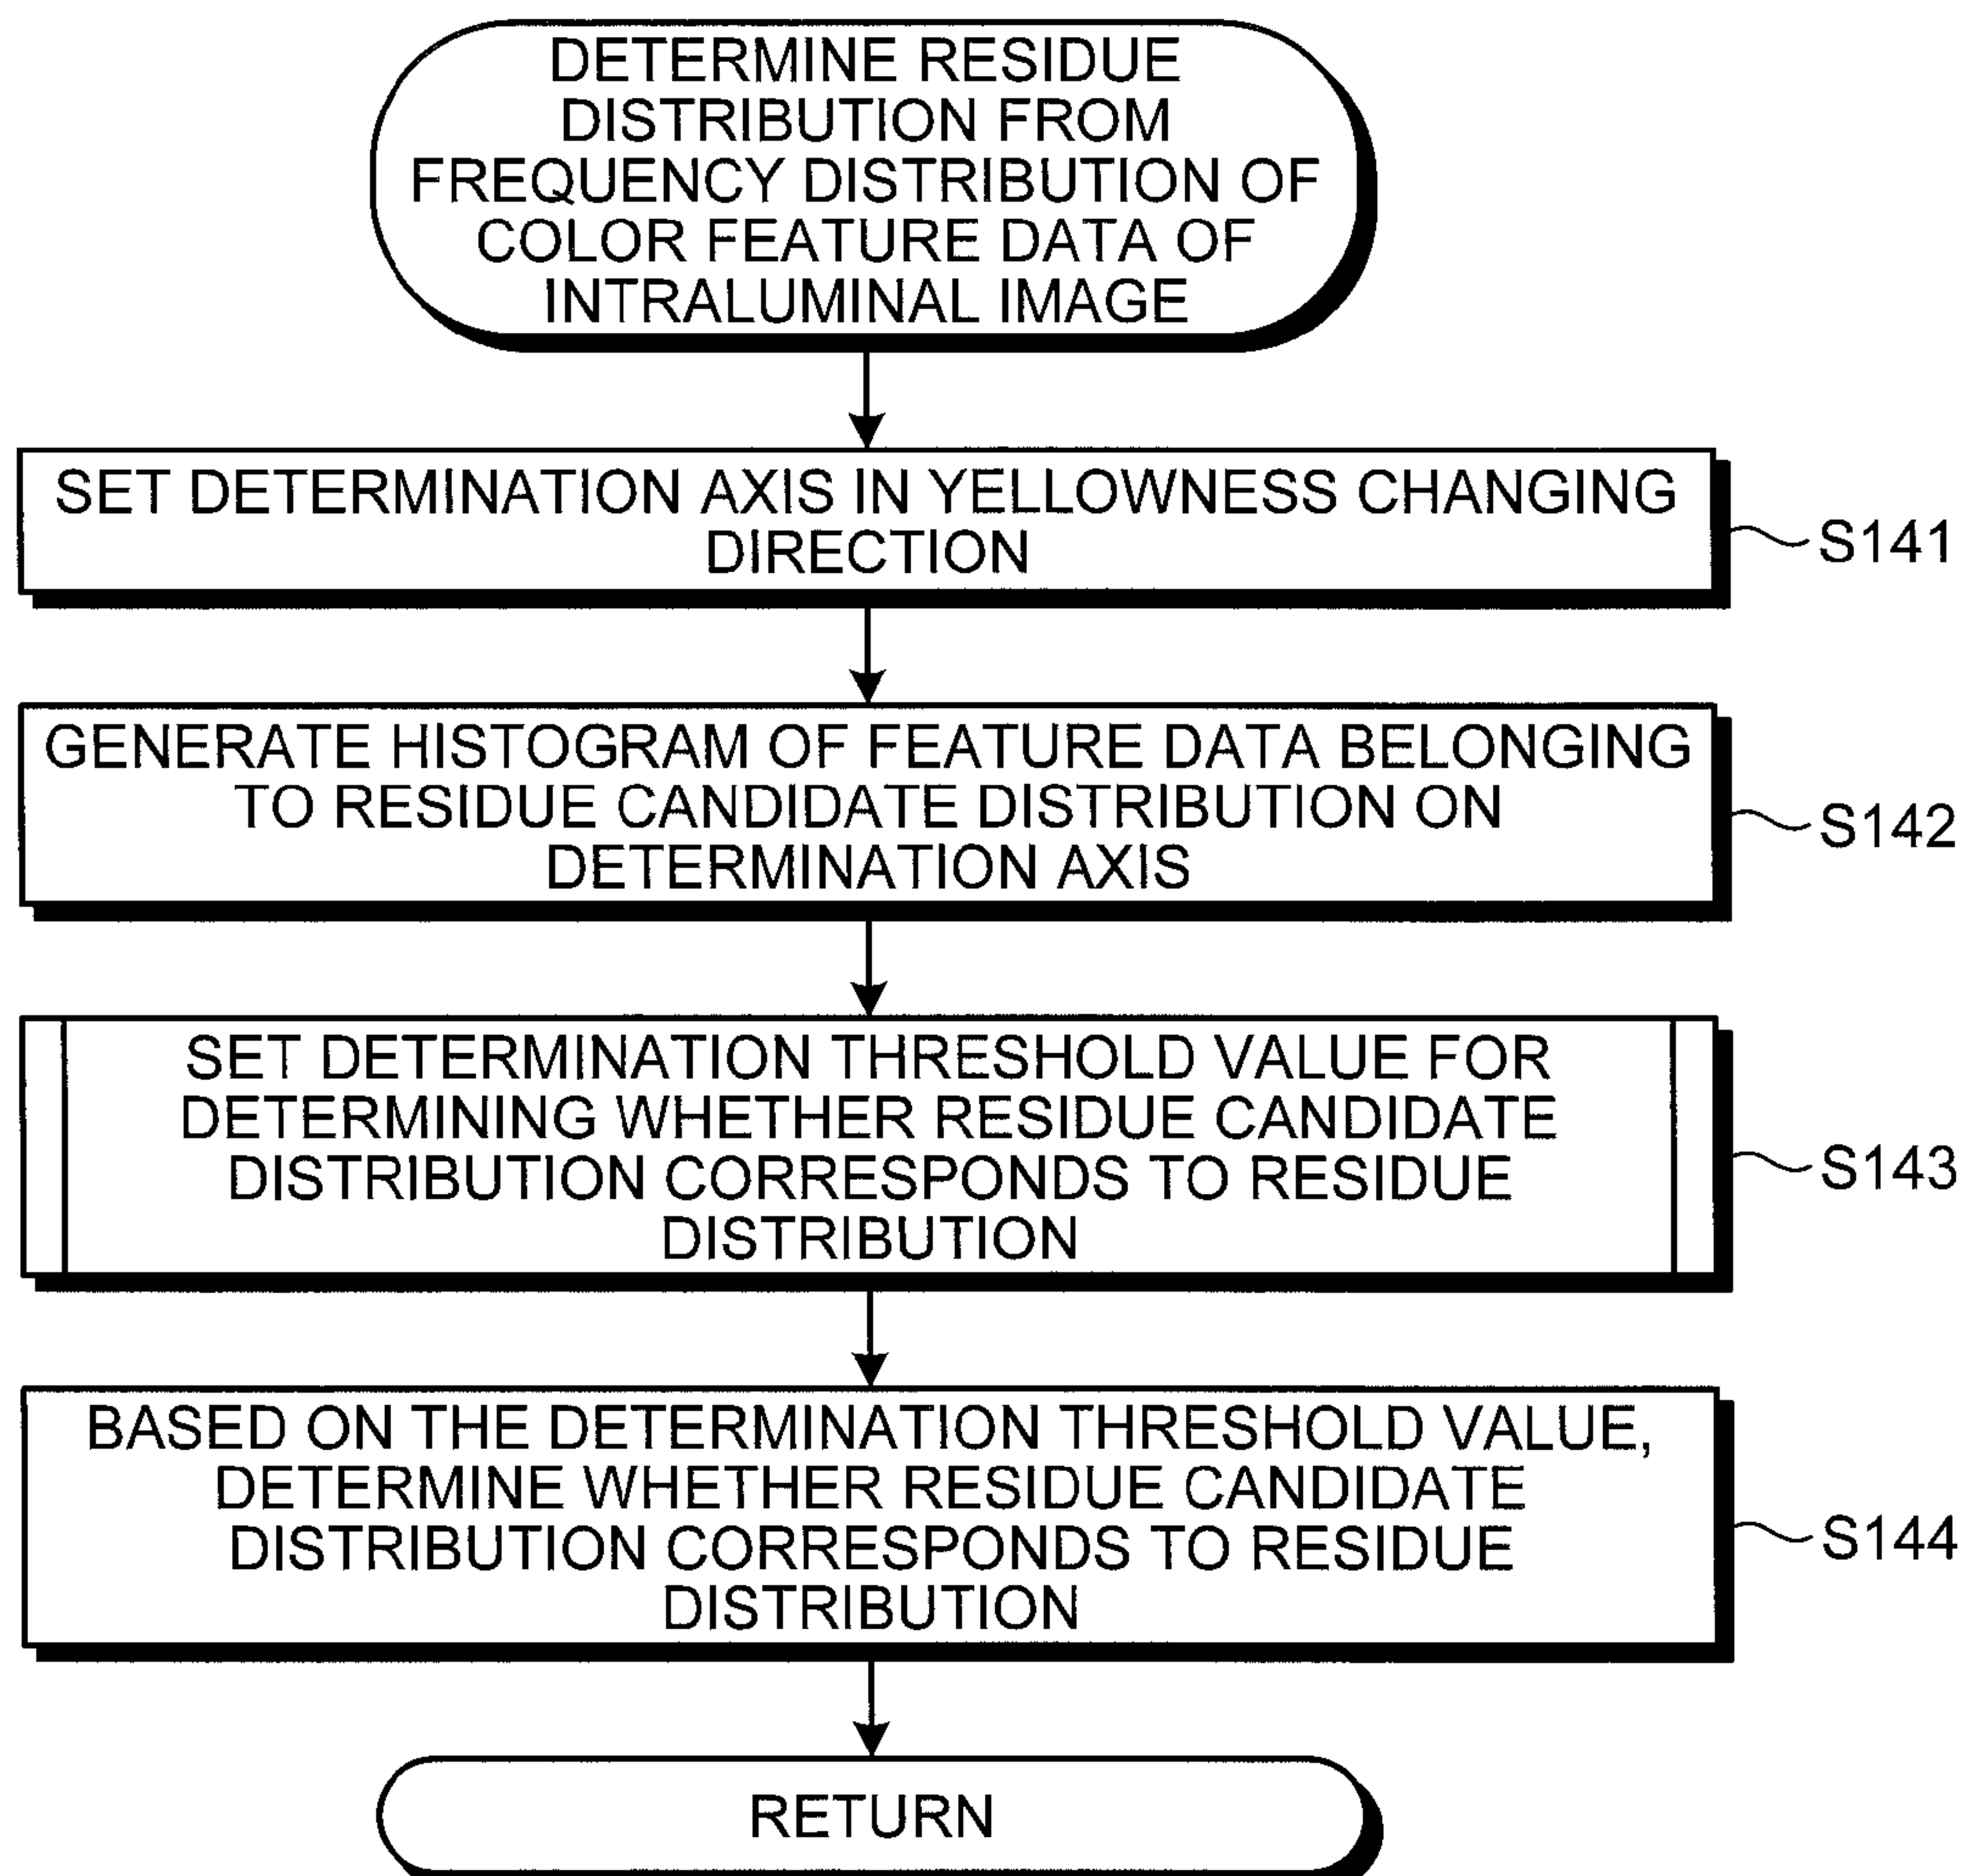 DETERMINE RESIDUE
DISTRIBUTION FROM
FREQUENCY DISTRIBUTION OF
COLOR FEATURE DATA OF
INTRALUMINAL IMAGE
SET DETERMINATION AXIS IN YELLOWNESS CHANGING
DIRECTION
S141
GENERATE HISTOGRAM OF FEATURE DATA BELONGING
TO RESIDUE CANDIDATE DISTRIBUTION ON
DETERMINATION AXIS
S142
SET DETERMINATION THRESHOLD VALUE FOR
DETERMINING WHETHER RESIDUE CANDIDATE
DISTRIBUTION CORRESPONDS TO RESIDUE
DISTRIBUTION
S143
BASED ON THE DETERMINATION THRESHOLD VALUE,
DETERMINE WHETHER RESIDUE CANDIDATE
DISTRIBUTION CORRESPONDS TO RESIDUE
DISTRIBUTION
S144
RETURN